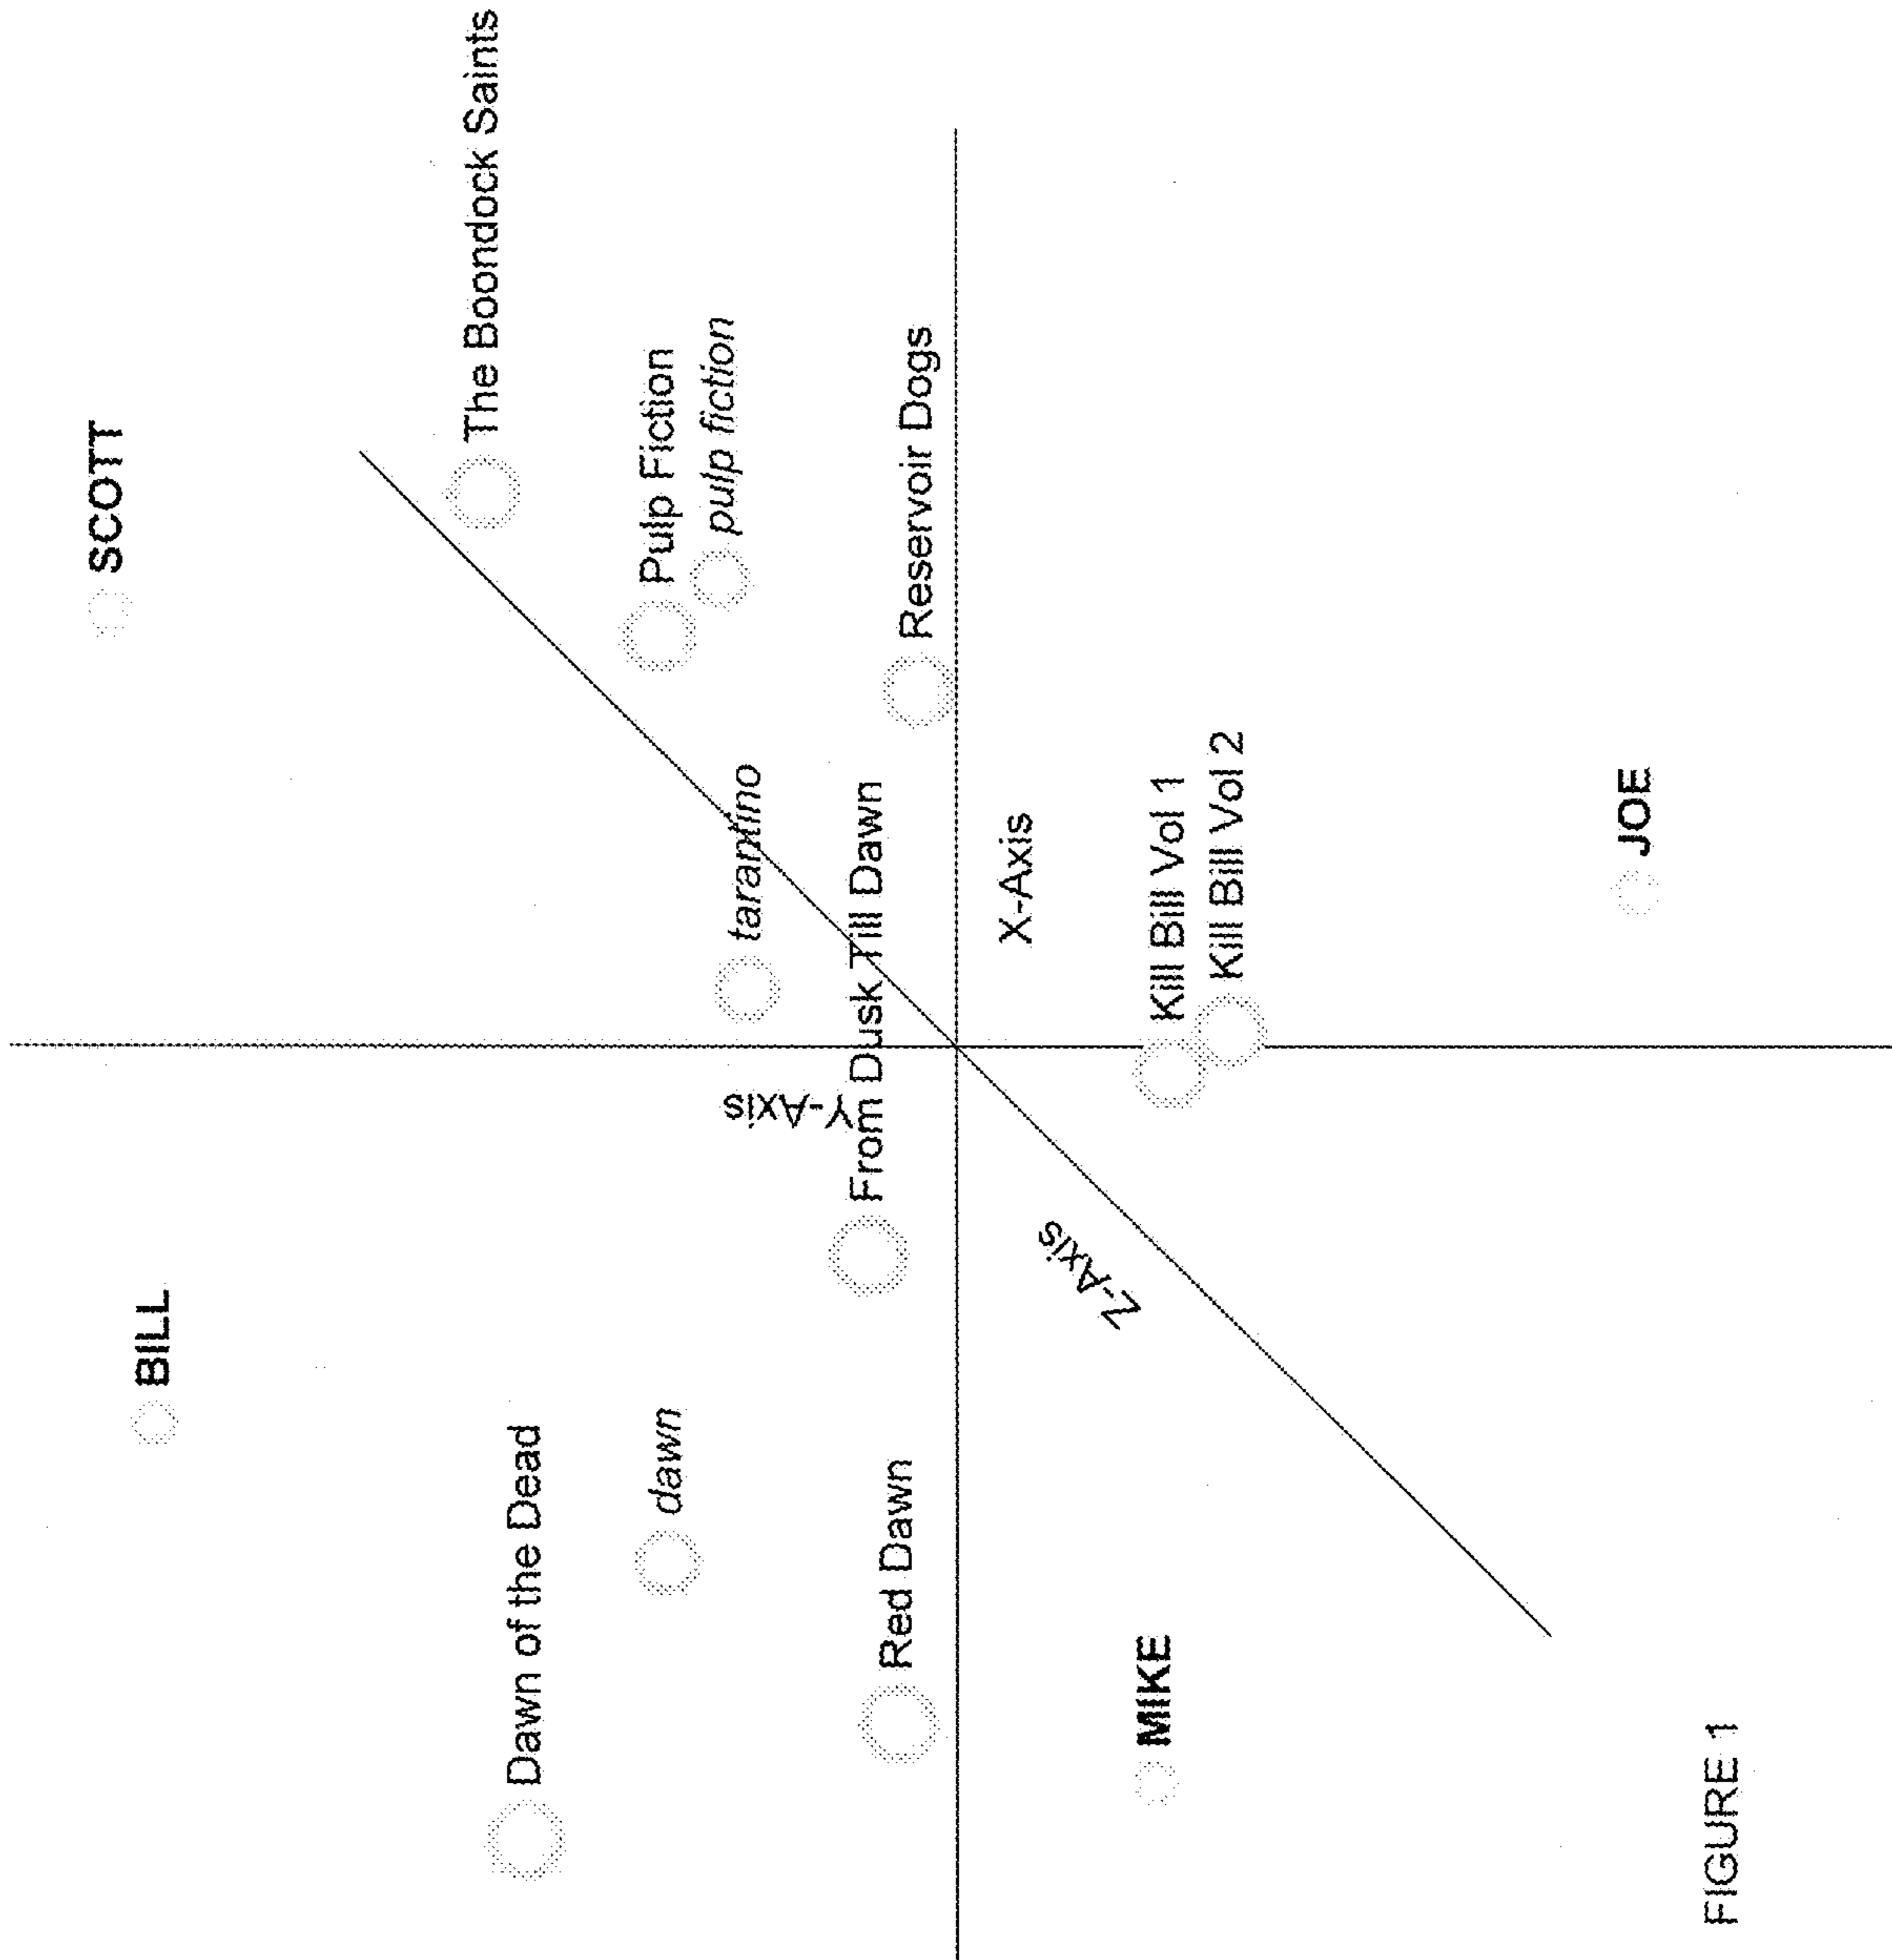 SCOTT
BILL
The Boondock Saints
Dawn of the Dead
Pulp Fiction
dawn
pulp fiction
tarantino
Y-Axis
From Dusk Till Dawn
Red Dawn
Reservoir Dogs
X-Axis
Z-Axis
MIKE
Kill Bill Vol 1
Kill Bill Vol 2
JOE
FIGURE 1